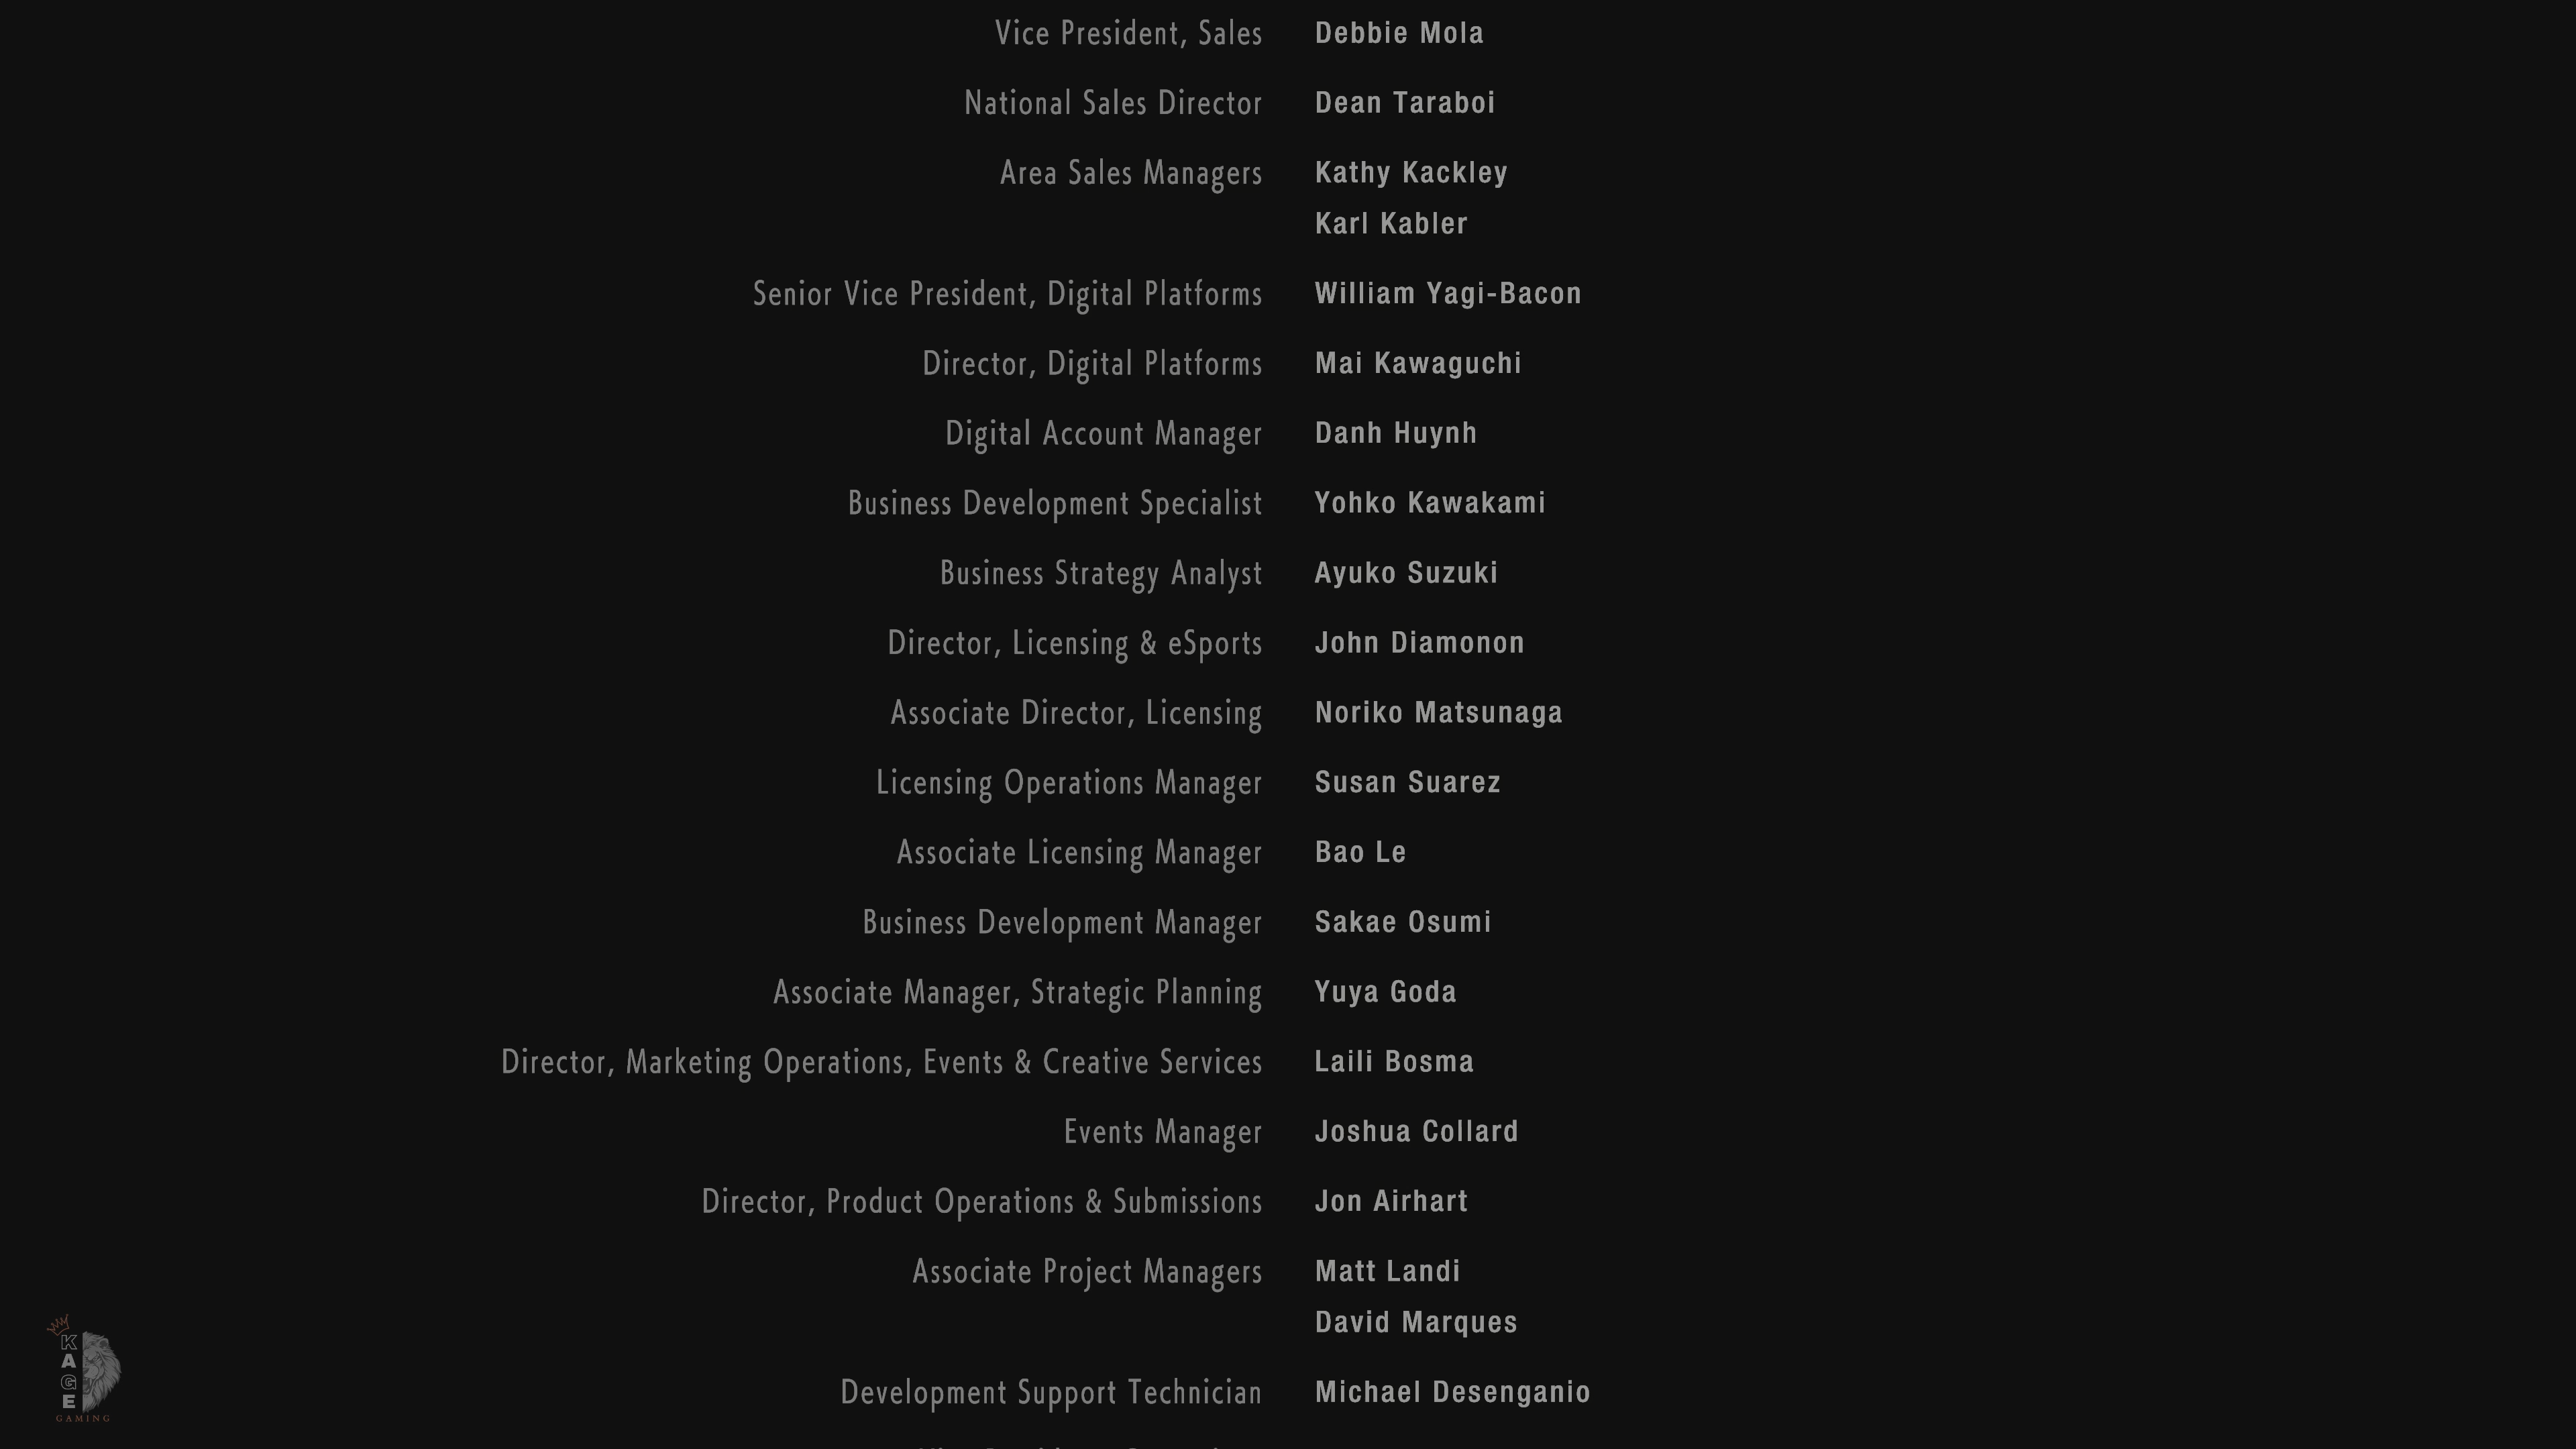 Vice President, Sales Debbie Mola
National Sales Director Dean Taraboi
Area Sales Managers Kathy Kackley
Karl Kabler
Senior Vice President, Digital Platforms William Yagi-Bacon
Director, Digital Platforms Mai Kawaguchi
Digital Account Manager Danh Huynh
Business Development Specialist Yohko Kawakami
Business Strategy Analyst Ayuko Suzuki
Director, Licensing & eSports John Diamonon
Associate Director, Licensing Noriko Matsunaga
Licensing Operations Manager Susan Suarez
Associate Licensing Manager Bao Le
Business Development Manager Sakae Osumi
Associate Manager, Strategic Planning Yuya Goda
Director, Marketing Operations, Events & Creative Services Laili Bosma
Events Manager Joshua Collard
Director, Product Operations & Submissions Jon Airhart
Associate Project Managers Matt Landi
David Marques
Development Support Technician Michael Desenganio
KAGE
GAMING